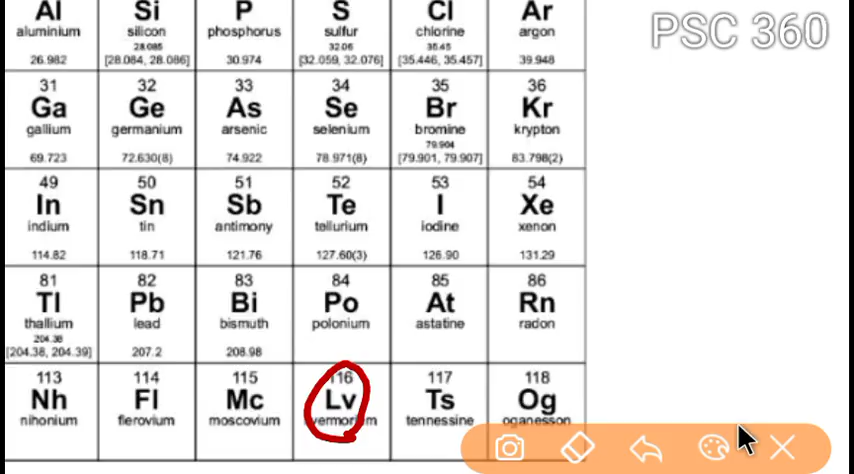 PSC 360
Al Si P S Cl Ar
aluminium silicon phosphorus sulfur chlorine argon
28.085 32.06 35.45
26.982 [28.084, 28.086] 30.974 [32.059, 32.076] [35.446, 35.457] 39.948
31 32 33 34 35 36
Ga Ge As Se Br Kr
gallium germanium arsenic selenium bromine krypton
79.904
69.723 72.630(8) 74.922 78.971(8) [79.901, 79.907] 83.798(2)
49 50 51 52 53 54
In Sn Sb Te I Xe
indium tin antimony tellurium iodine xenon
114.82 118.71 121.76 127.60(3) 126.90 131.29
81 82 83 84 85 86
Tl Pb Bi Po At Rn
thallium lead bismuth polonium astatine radon
204.38
[204.38, 204.39] 207.2 208.98
113 114 115 116 117 118
Nh Fl Mc Lv Ts Og
nihonium flerovium moscovium livermorium tennessine oganesson